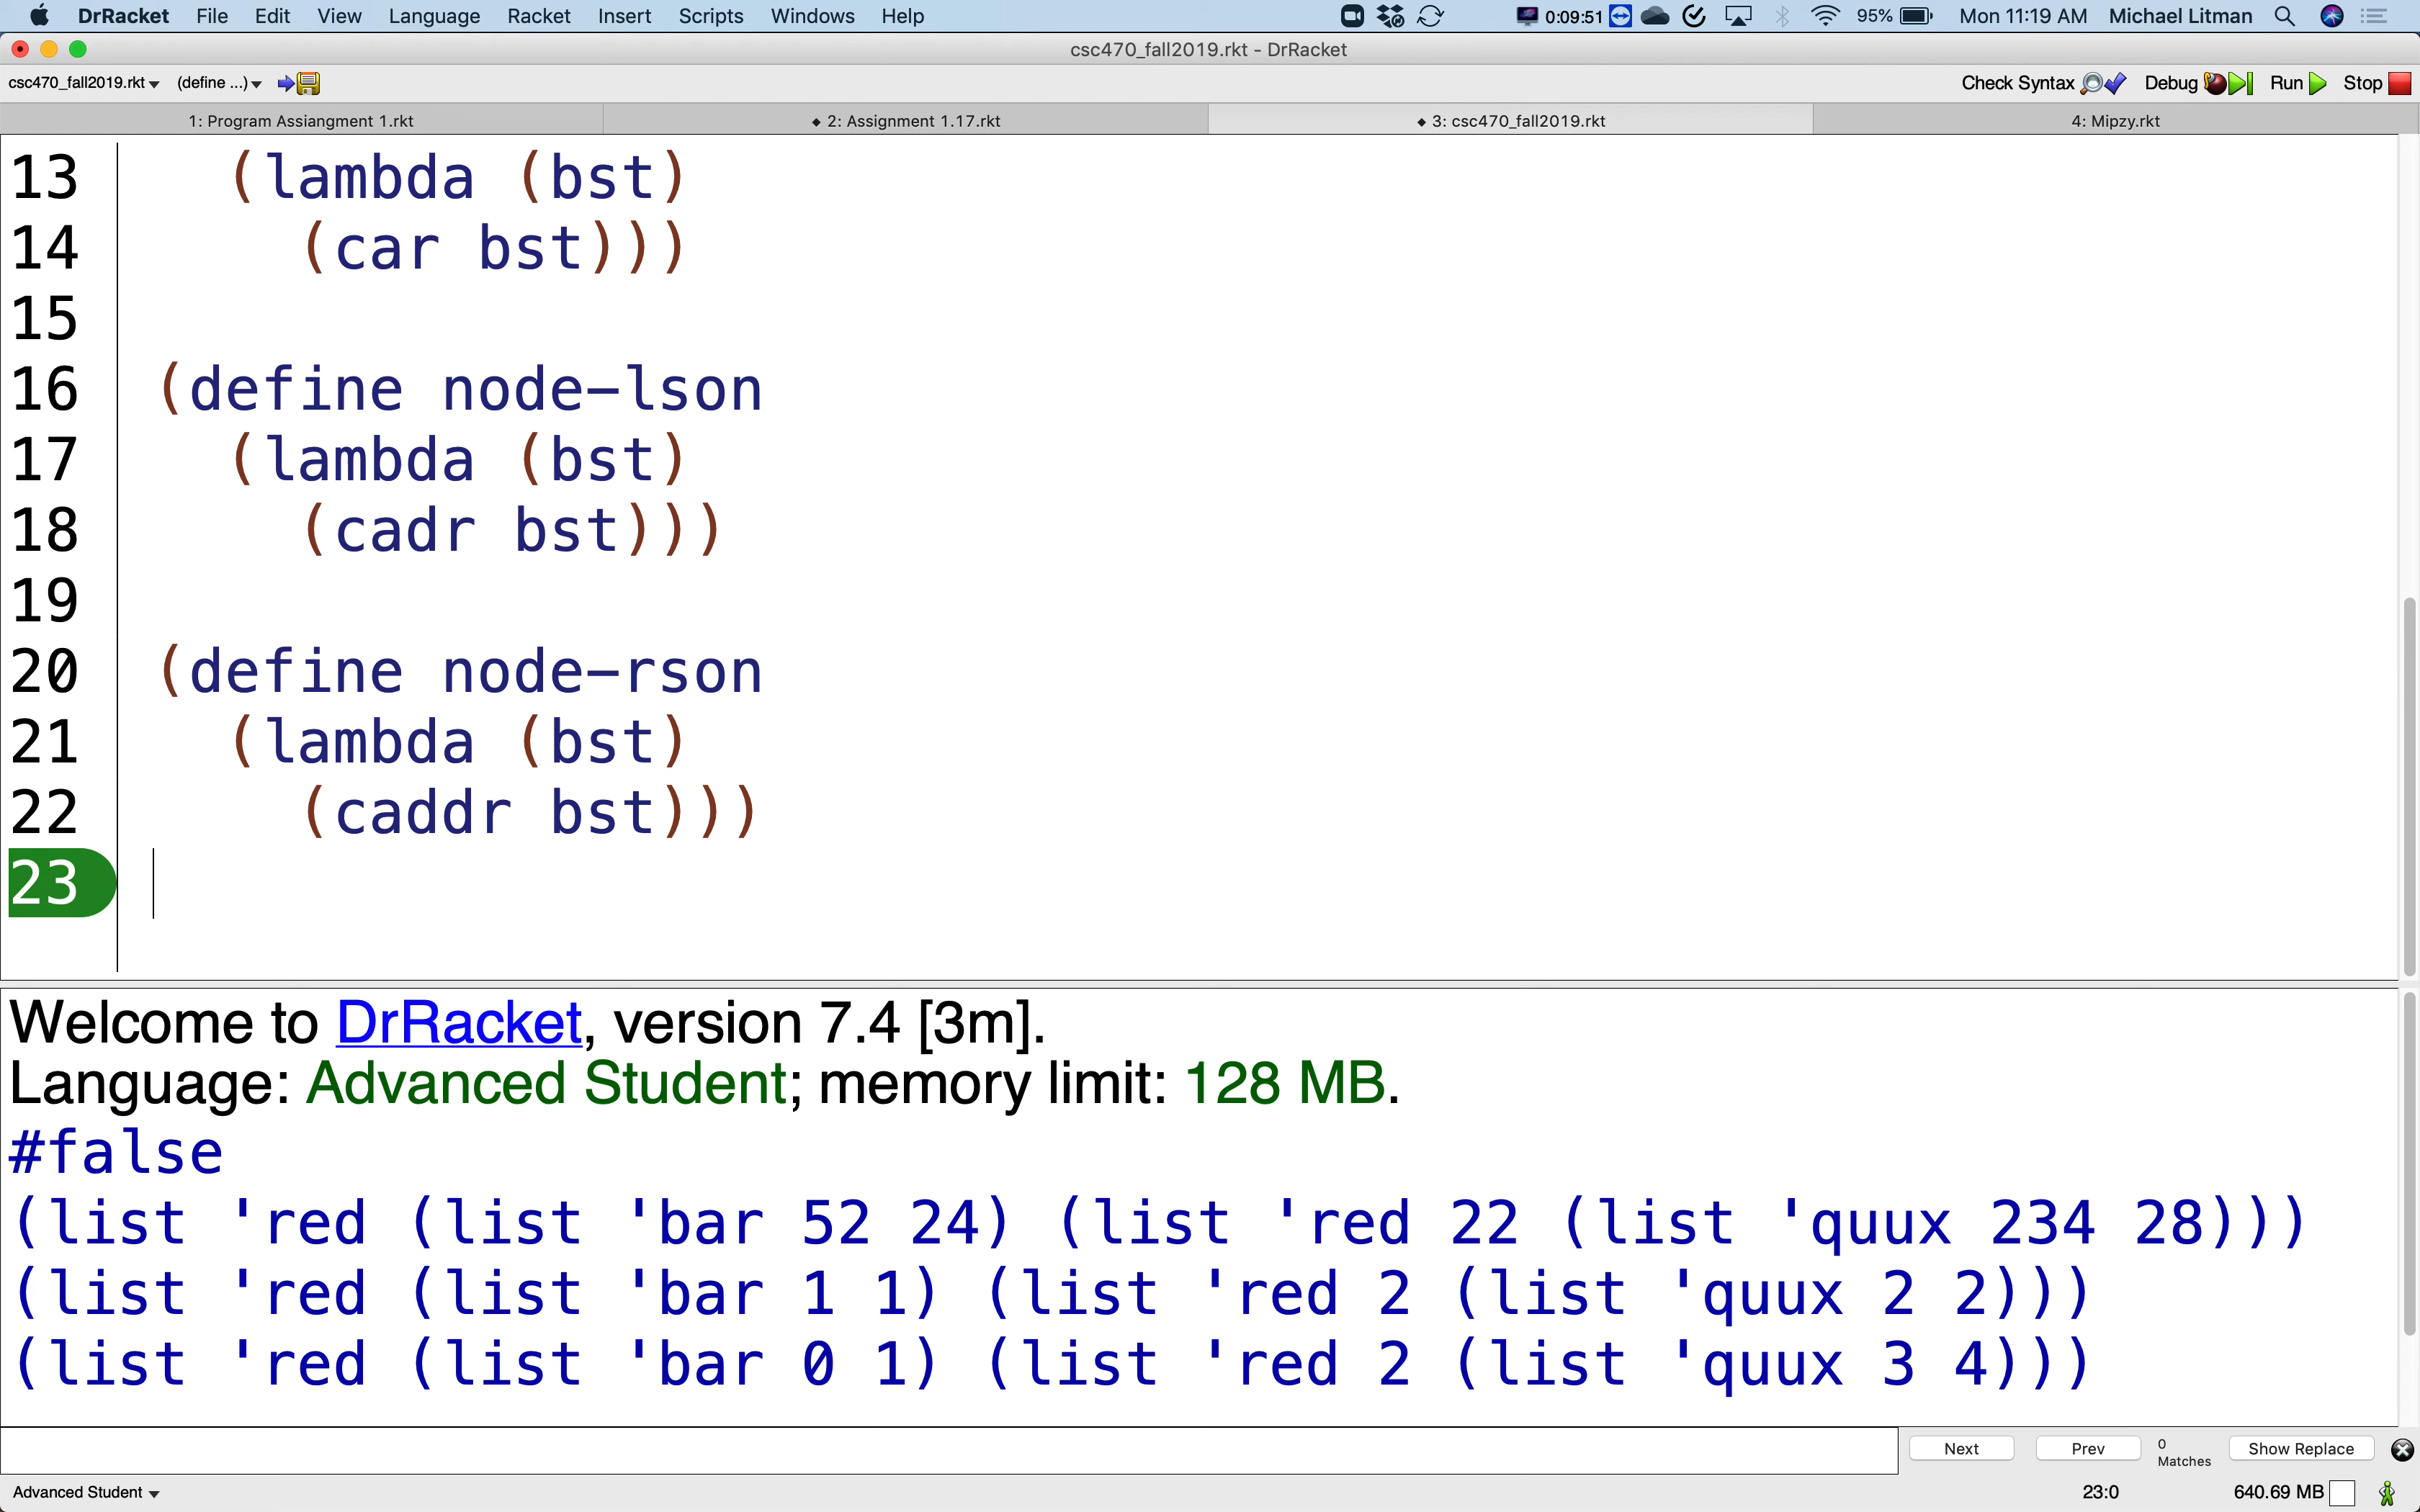 DrRacket File Edit View Language Racket Insert Scripts Windows Help 0:09:51 95% Mon 11:19 AM Michael Litman
csc470_fall2019.rkt - DrRacket
csc470_fall2019.rkt (define ...) Check Syntax Debug Run Stop
1: Program Assiangment 1.rkt ◆ 2: Assignment 1.17.rkt ◆ 3: csc470_fall2019.rkt 4: Mipzy.rkt
13 (lambda (bst)
14 (car bst)))
15
16 (define node-lson
17 (lambda (bst)
18 (cadr bst)))
19
20 (define node-rson
21 (lambda (bst)
22 (caddr bst)))
23
Welcome to DrRacket, version 7.4 [3m].
Language: Advanced Student; memory limit: 128 MB.
#false
(list 'red (list 'bar 52 24) (list 'red 22 (list 'quux 234 28)))
(list 'red (list 'bar 1 1) (list 'red 2 (list 'quux 2 2)))
(list 'red (list 'bar 0 1) (list 'red 2 (list 'quux 3 4)))
Next Prev 0 Matches Show Replace
Advanced Student 23:0 640.69 MB